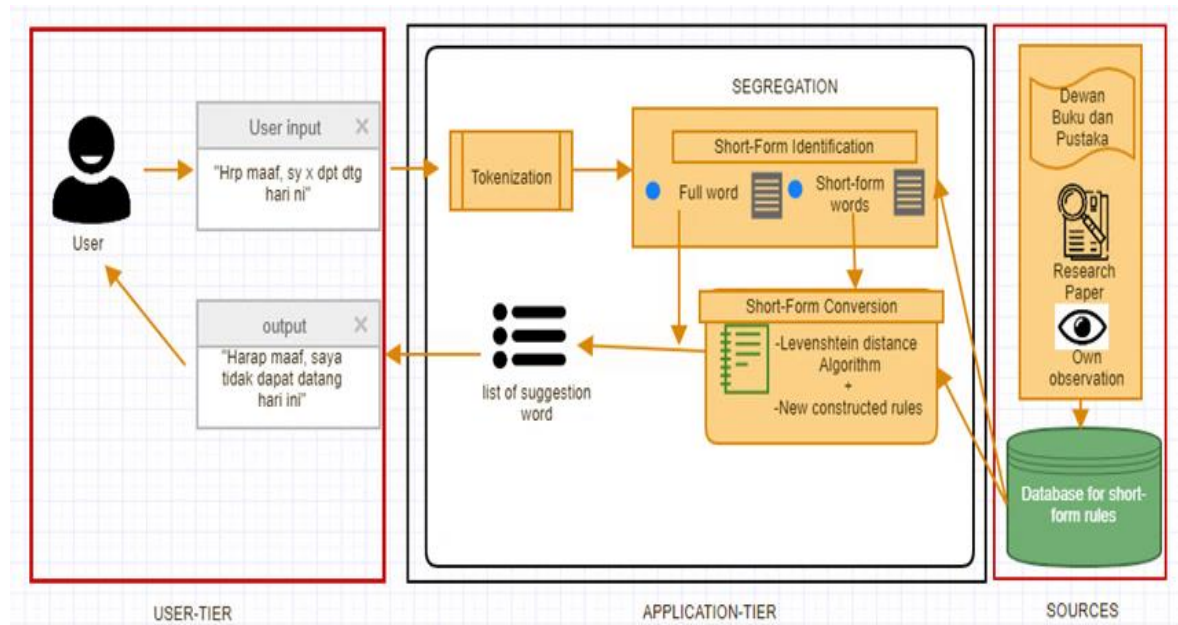 User
User input X
"Hrp maaf, sy x dpt dtg
hari ni"
output X
"Harap maaf, saya
tidak dapat datang
hari ini"
USER-TIER
Tokenization
SEGREGATION
Short-Form Identification
Full word
Short-form
words
Short-Form Conversion
-Levenshtein distance
Algorithm
+
-New constructed rules
list of suggestion
word
APPLICATION-TIER
Dewan
Buku dan
Pustaka
Research
Paper
Own
observation
Database for short-
form rules
SOURCES